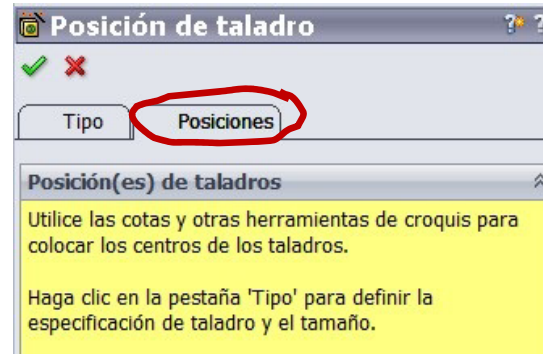 Posición de taladro
Tipo Posiciones
Posición(es) de taladros
Utilice las cotas y otras herramientas de croquis para
colocar los centros de los taladros.
Haga clic en la pestaña 'Tipo' para definir la
especificación de taladro y el tamaño.